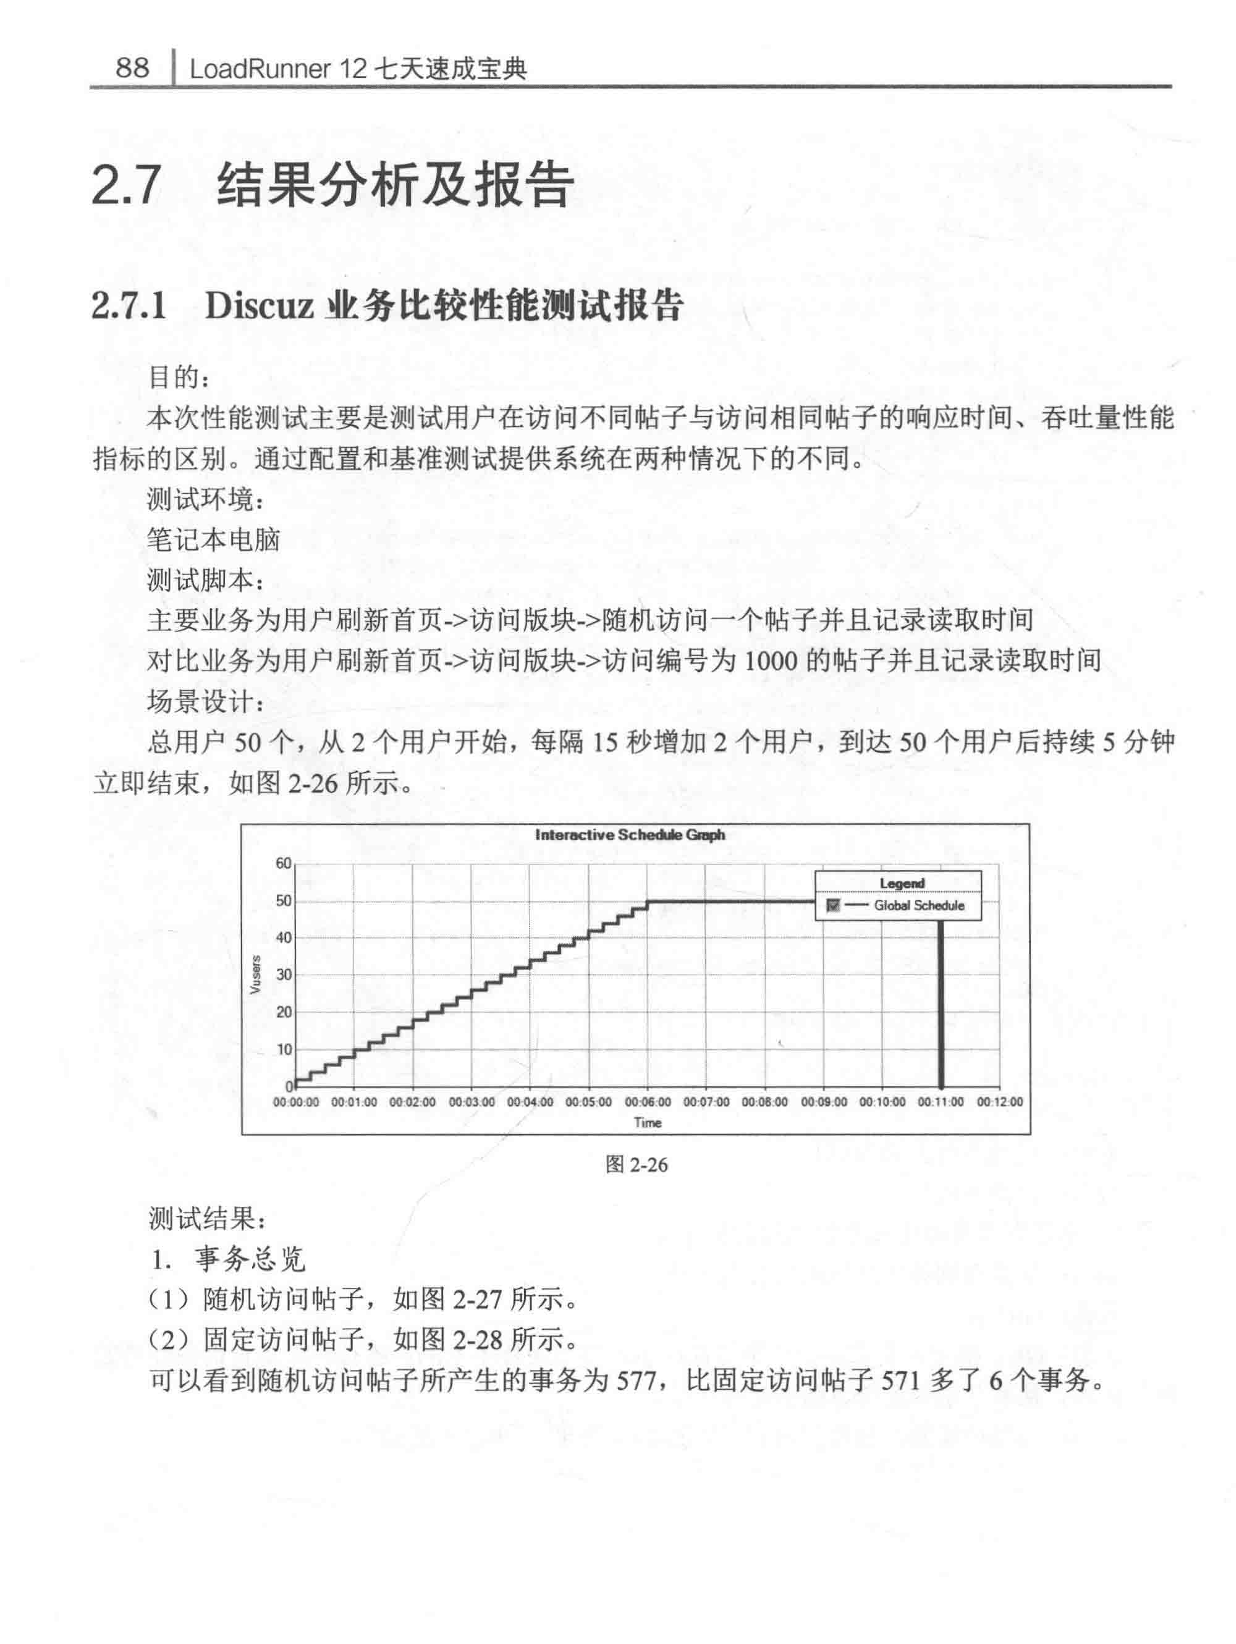 88 LoadRunner 12 七天速成宝典
2.7 结果分析及报告
2.7.1 Discuz 业务比较性能测试报告
目的：
本次性能测试主要是测试用户在访问不同帖子与访问相同帖子的响应时间、吞吐量性能
指标的区别。通过配置和基准测试提供系统在两种情况下的不同。
测试环境：
笔记本电脑
测试脚本：
主要业务为用户刷新首页->访问版块->随机访问一个帖子并且记录读取时间
对比业务为用户刷新首页->访问版块->访问编号为 1000 的帖子并且记录读取时间
场景设计：
总用户 50 个，从 2 个用户开始，每隔 15 秒增加 2 个用户，到达 50 个用户后持续 5 分钟
立即结束，如图 2-26 所示。
Interactive Schedule Graph
60
Legend
50
Global Schedule
40
30
Vusers
20
10
0
00:00:00 00:01:00 00:02:00 00:03:00 00:04:00 00:05:00 00:06:00 00:07:00 00:08:00 00:09:00 00:10:00 00:11:00 00:12:00
Time
图 2-26
测试结果：
1. 事务总览
（1）随机访问帖子，如图 2-27 所示。
（2）固定访问帖子，如图 2-28 所示。
可以看到随机访问帖子所产生的事务为 577，比固定访问帖子 571 多了 6 个事务。